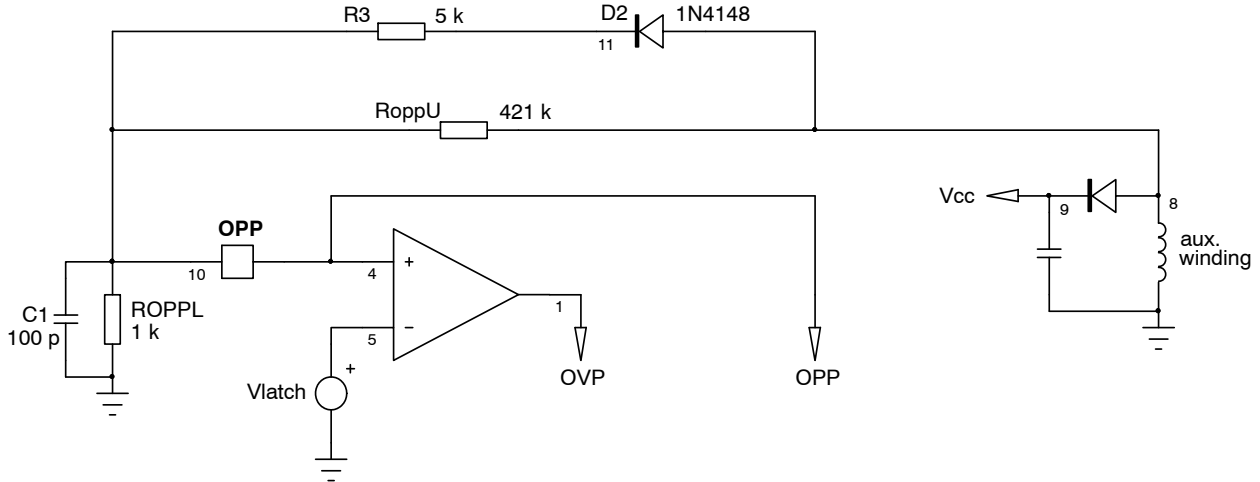 R3 5 k
D2 1N4148
11
RoppU 421 k
Vcc
9
8
aux.
winding
OPP
10
4
+
C1
100 p
ROPPL
1 k
5
−
1
Vlatch
+
OVP
OPP